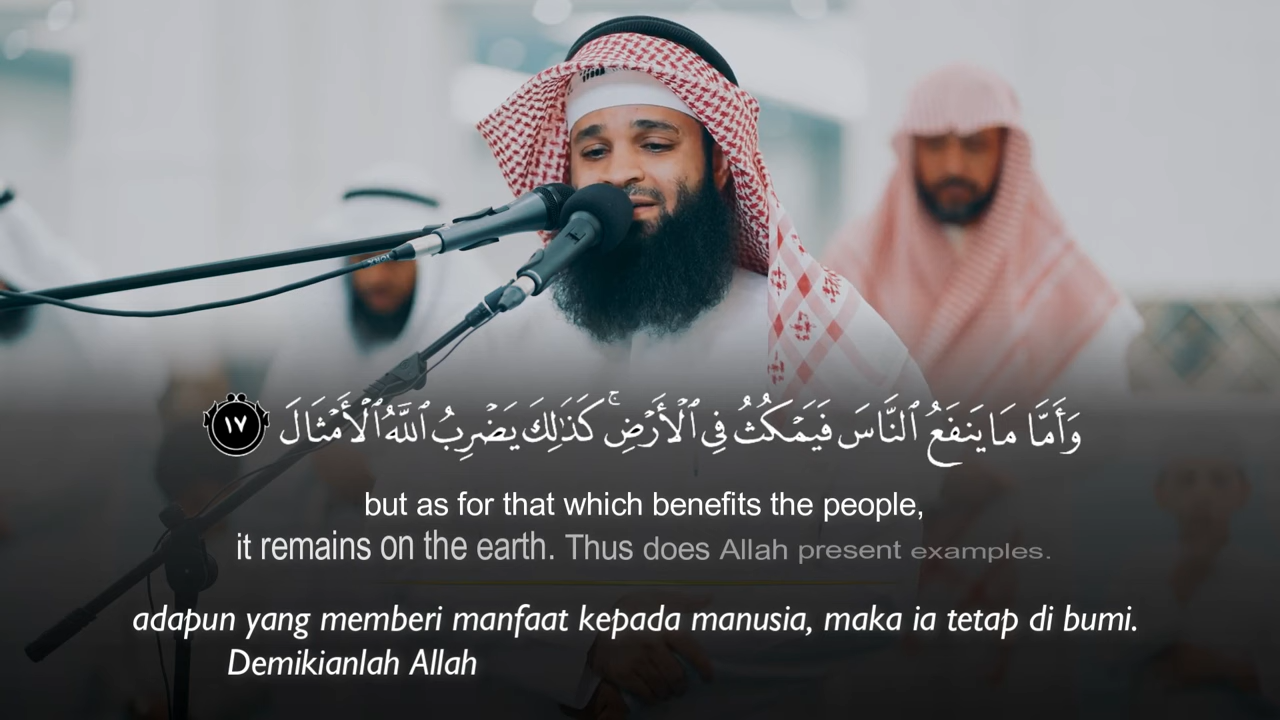 وَأَمَّا مَا يَنفَعُ ٱلنَّاسَ فَيَمْكُثُ فِى ٱلْأَرْضِ ۚ كَذَٰلِكَ يَضْرِبُ ٱللَّهُ ٱلْأَمْثَالَ ١٧
but as for that which benefits the people,
it remains on the earth. Thus does Allah present examples.
adapun yang memberi manfaat kepada manusia, maka ia tetap di bumi.
Demikianlah Allah